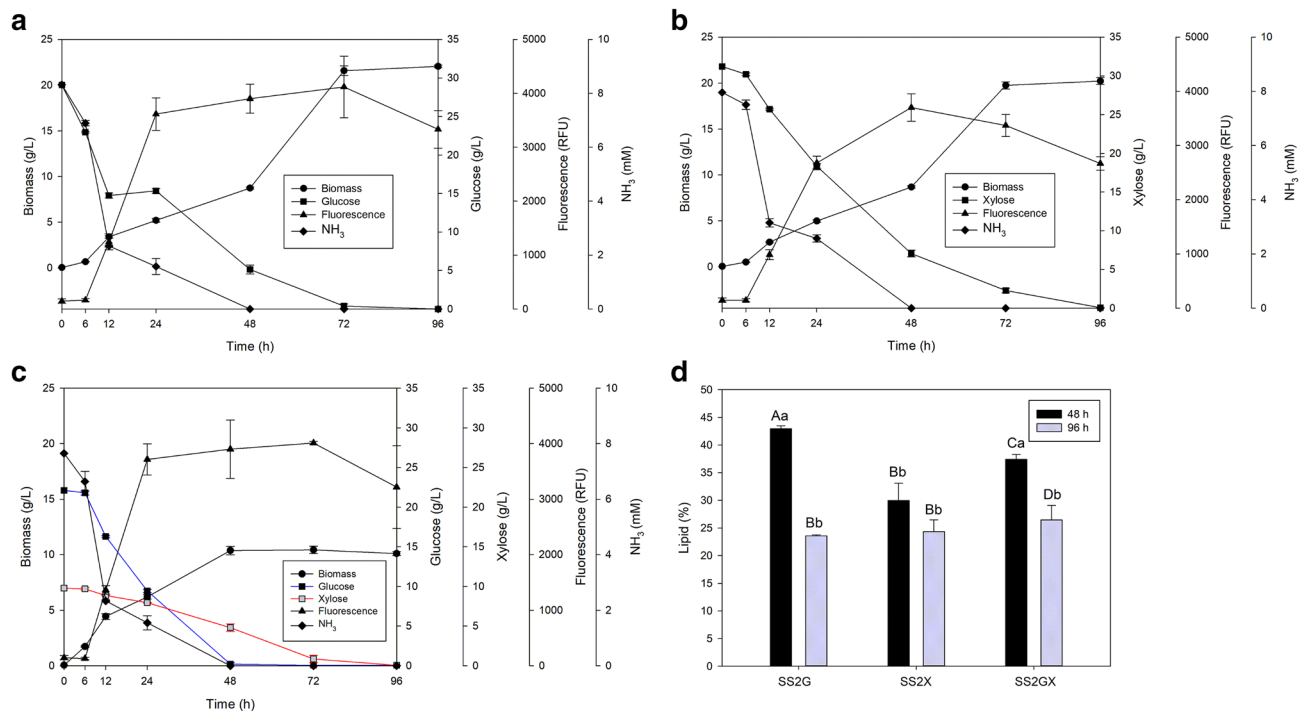 a
25
20
15
10
5
0
Biomass (g/L)
0 6 12 24 48 72 96
Time (h)
35
30
25
20
15
10
5
0
Glucose (g/L)
5000
4000
3000
2000
1000
0
Fluorescence (RFU)
10
8
6
4
2
0
NH3 (mM)
Biomass
Glucose
Fluorescence
NH3
b
25
20
15
10
5
0
Biomass (g/L)
0 6 12 24 48 72 96
Time (h)
35
30
25
20
15
10
5
0
Xylose (g/L)
5000
4000
3000
2000
1000
0
Fluorescence (RFU)
10
8
6
4
2
0
NH3 (mM)
Biomass
Xylose
Fluorescence
NH3
c
25
20
15
10
5
0
Biomass (g/L)
0 6 12 24 48 72 96
Time (h)
35
30
25
20
15
10
5
0
Glucose (g/L)
35
30
25
20
15
10
5
0
Xylose (g/L)
5000
4000
3000
2000
1000
0
Fluorescence (RFU)
10
8
6
4
2
0
NH3 (mM)
Biomass
Glucose
Xylose
Fluorescence
NH3
d
50
45
40
35
30
25
20
15
10
5
0
Lipid (%)
48 h
96 h
Aa
Bb
Bb
Bb
Ca
Db
SS2G SS2X SS2GX